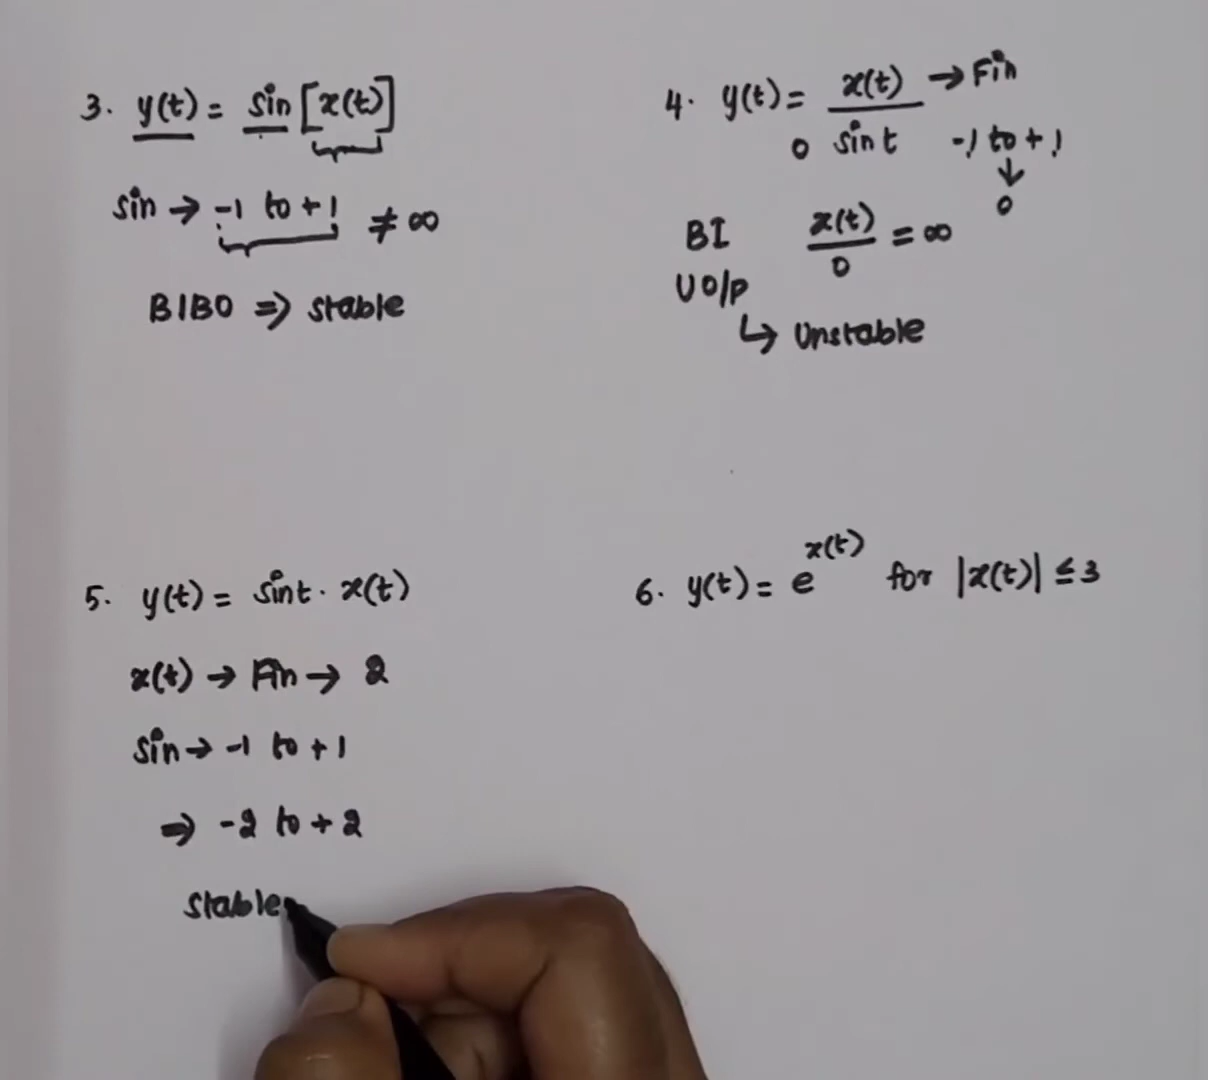 3. y(t) = sin [x(t)]
sin → -1 to +1 ≠ ∞
BIBO ⇒ stable
4. y(t) = x(t) / sin t → Fin
0 -1 to +1
↓
0
BI x(t) / 0 = ∞
U O/P
↳ Unstable
5. y(t) = sint · x(t)
x(t) → Fin → 2
sin → -1 to +1
⇒ -2 to +2
Stable
6. y(t) = e^x(t) for |x(t)| ≤ 3